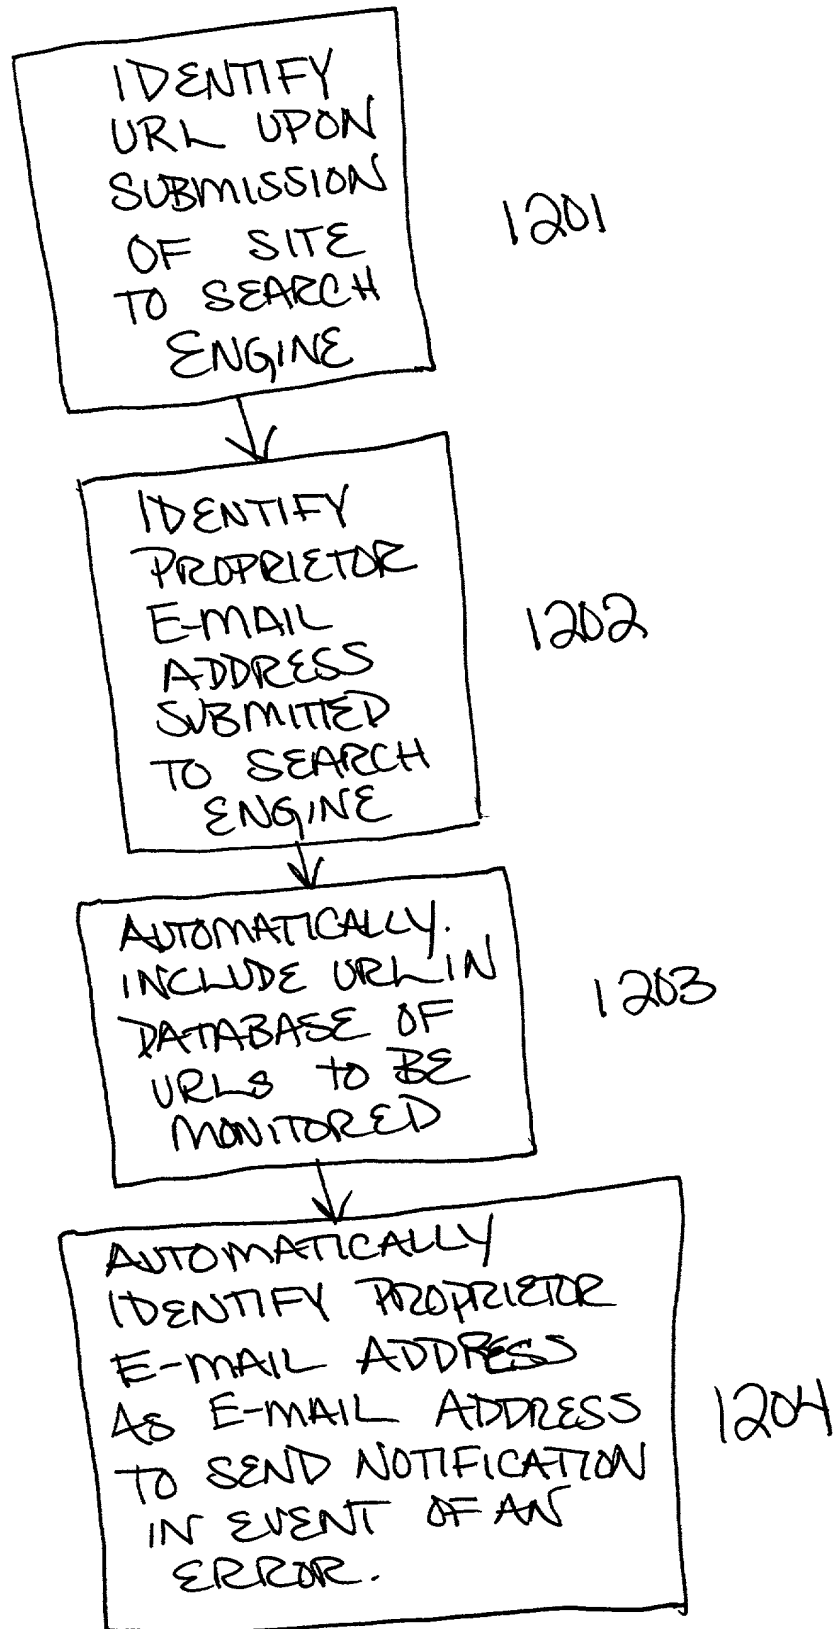 IDENTIFY
URL UPON
SUBMISSION
OF SITE
TO SEARCH
ENGINE
1201
IDENTIFY
PROPRIETOR
E-MAIL
ADDRESS
SUBMITTED
TO SEARCH
ENGINE
1202
AUTOMATICALLY.
INCLUDE URL IN
DATABASE OF
URLS TO BE
MONITORED
1203
AUTOMATICALLY
IDENTIFY PROPRIETOR
E-MAIL ADDRESS
AS E-MAIL ADDRESS
TO SEND NOTIFICATION
IN EVENT OF AN
ERROR.
1204